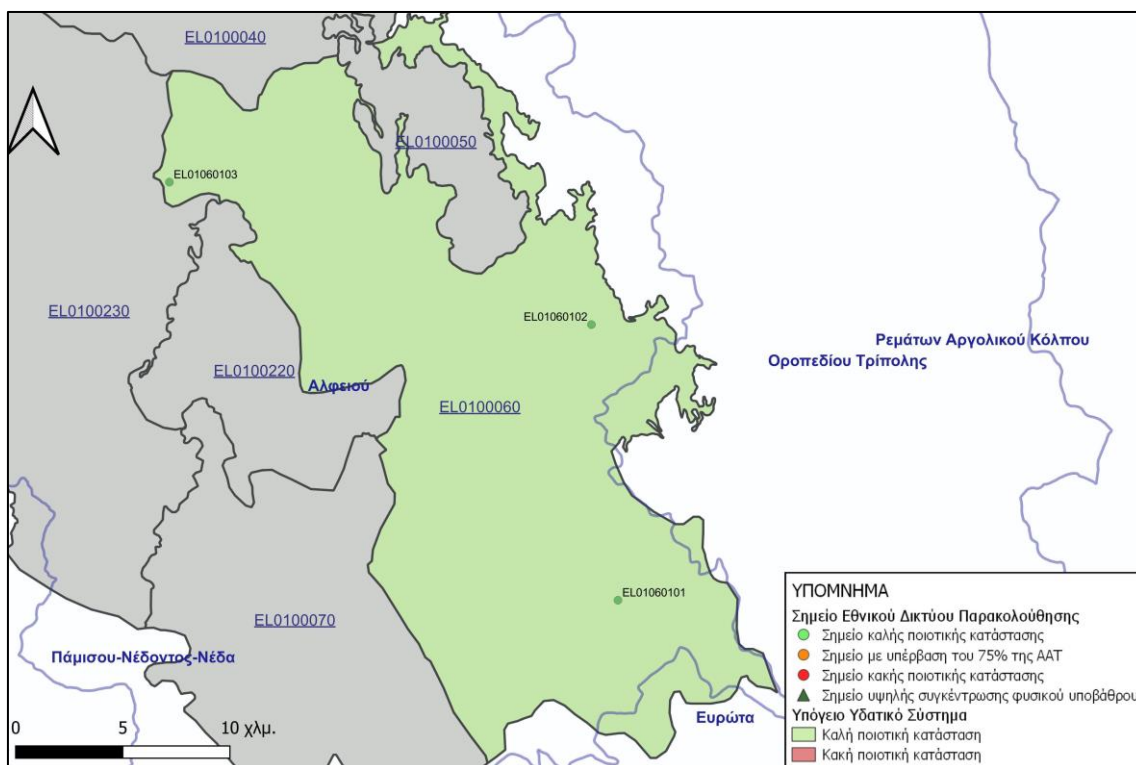 EL0100040
EL0100050
EL01060103
EL0100230
EL01060102
Ρεμάτων Αργολικού Κόλπου
Οροπεδίου Τρίπολης
EL0100220
Αλφειού
EL0100060
EL01060101
EL0100070
Πάμισου-Νέδοντος-Νέδα
Ευρώτα
0 5 10 χλμ.
ΥΠΟΜΝΗΜΑ
Σημείο Εθνικού Δικτύου Παρακολούθησης
Σημείο καλής ποιοτικής κατάστασης
Σημείο με υπέρβαση του 75% της ΑΑΤ
Σημείο κακής ποιοτικής κατάστασης
Σημείο υψηλής συγκέντρωσης φυσικού υποβάθρου
Υπόγειο Υδατικό Σύστημα
Καλή ποιοτική κατάσταση
Κακή ποιοτική κατάσταση